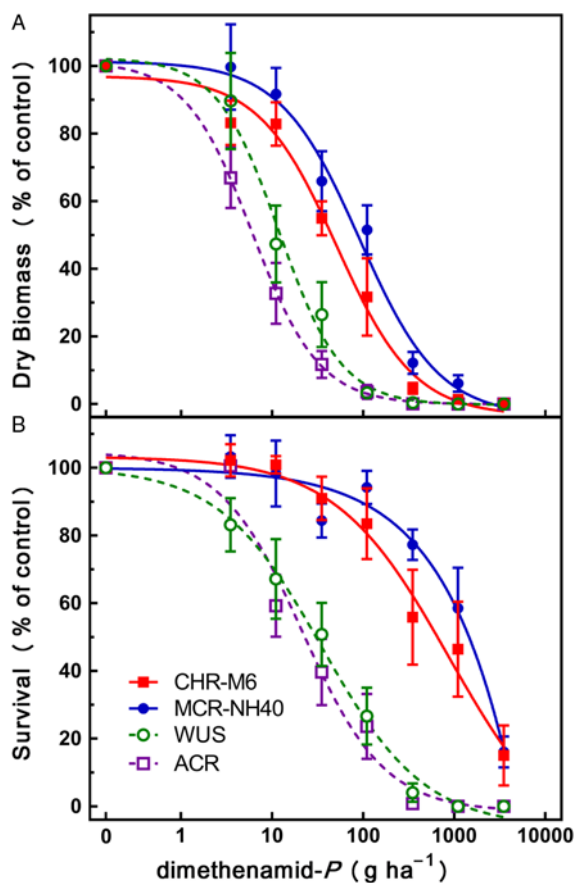 A
Dry Biomass ( % of control)
100
80
60
40
20
0
B
Survival ( % of control)
100
80
60
40
20
0
CHR-M6
MCR-NH40
WUS
ACR
0 1 10 100 1000 10000
dimethenamid-P (g ha⁻¹)